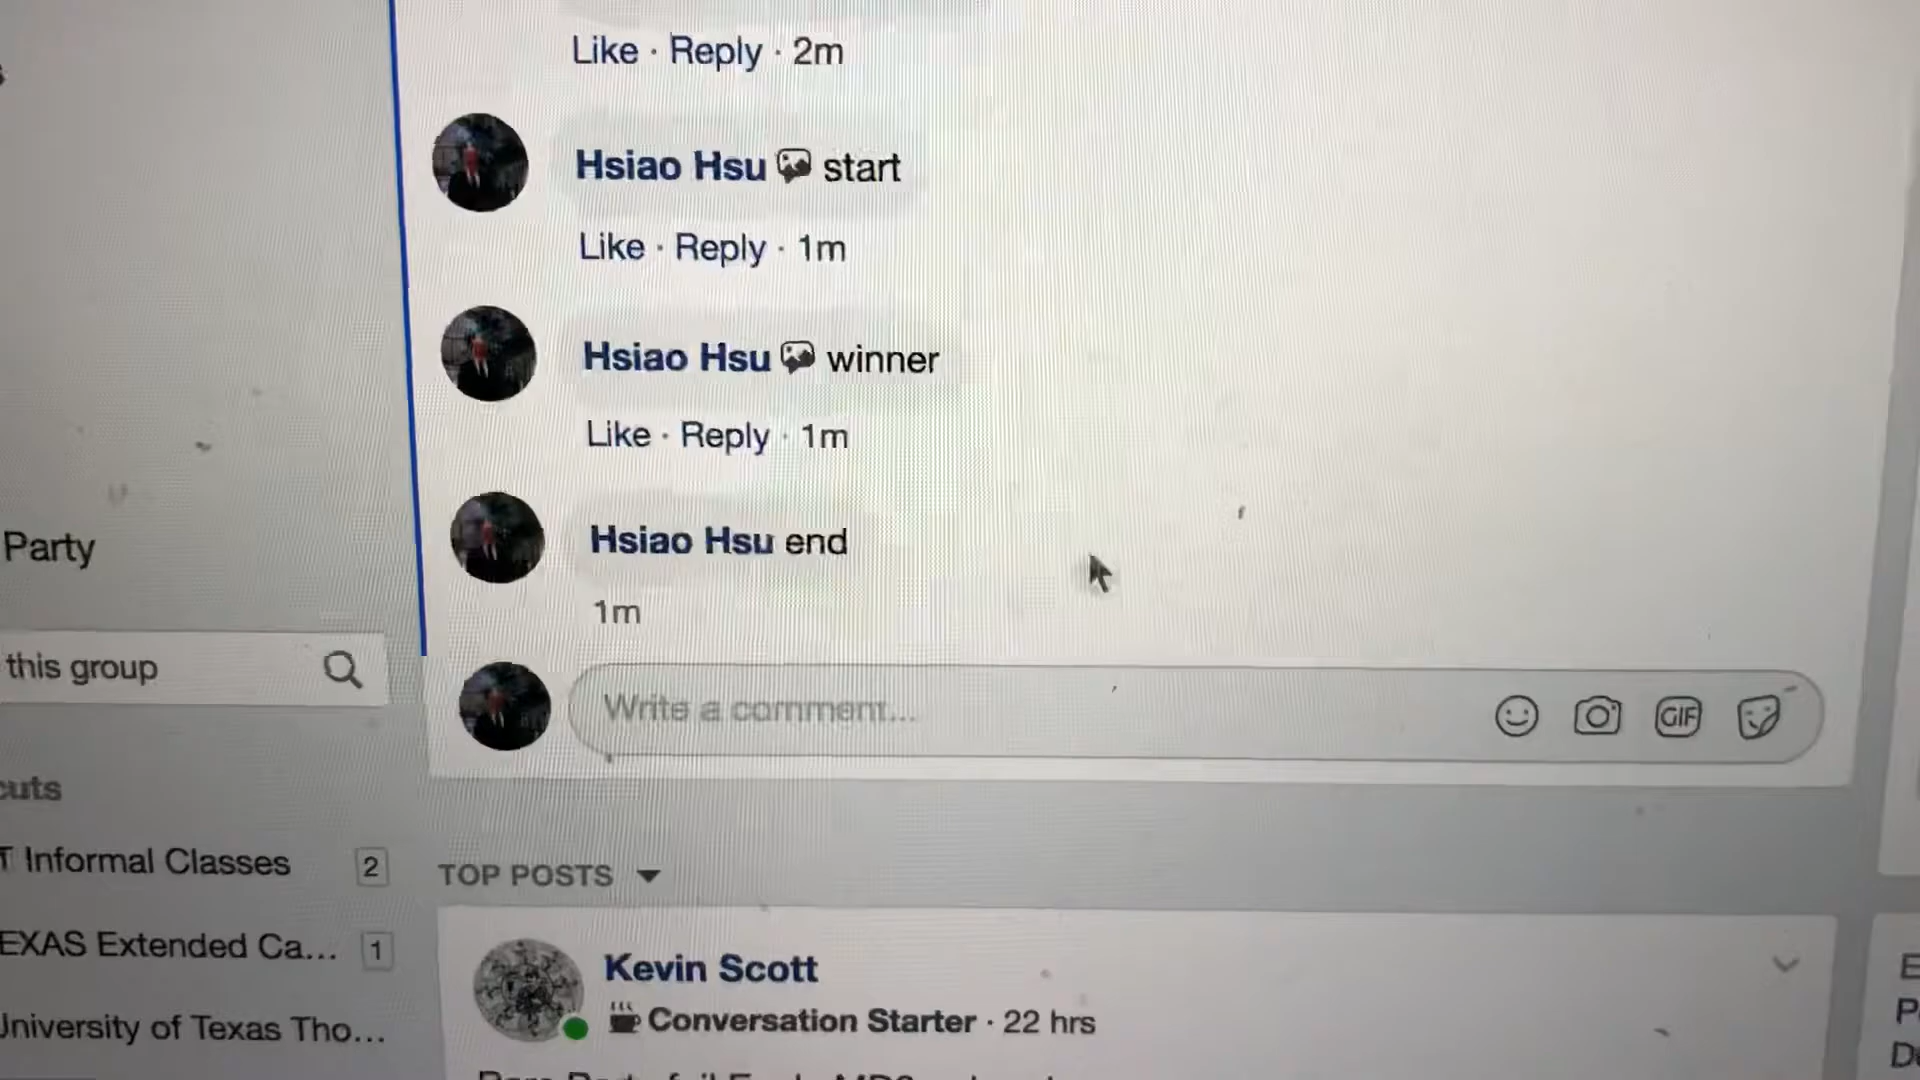 Like · Reply · 2m
Hsiao Hsu start
Like · Reply · 1m
Hsiao Hsu winner
Like · Reply · 1m
Hsiao Hsu end
1m
Party
this group
Write a comment...
GIF
cuts
T Informal Classes 2
TOP POSTS
EXAS Extended Ca... 1
Kevin Scott
Conversation Starter · 22 hrs
University of Texas Tho...